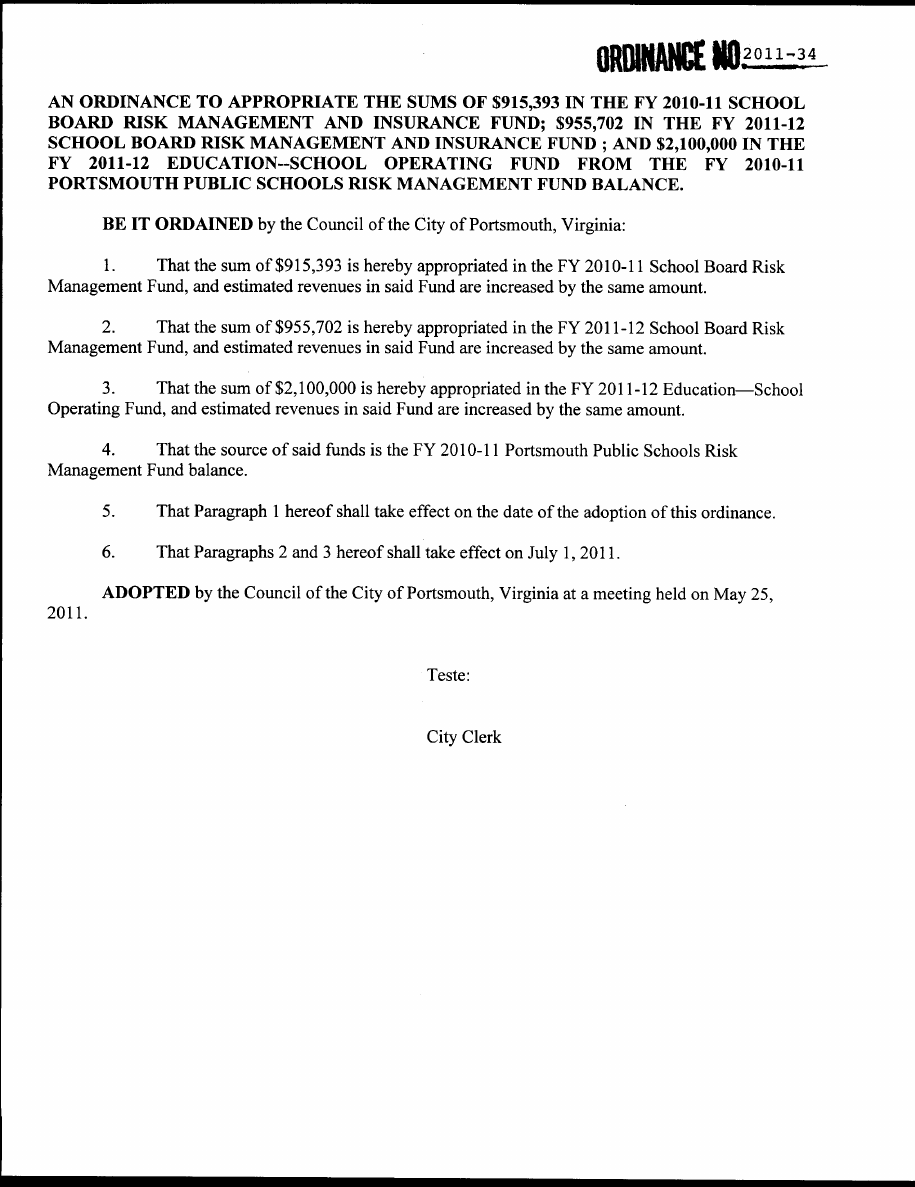 ORDINANCE NO. 2011-34
AN ORDINANCE TO APPROPRIATE THE SUMS OF $915,393 IN THE FY 2010-11 SCHOOL
BOARD RISK MANAGEMENT AND INSURANCE FUND; $955,702 IN THE FY 2011-12
SCHOOL BOARD RISK MANAGEMENT AND INSURANCE FUND ; AND $2,100,000 IN THE
FY 2011-12 EDUCATION--SCHOOL OPERATING FUND FROM THE FY 2010-11
PORTSMOUTH PUBLIC SCHOOLS RISK MANAGEMENT FUND BALANCE.
BE IT ORDAINED by the Council of the City of Portsmouth, Virginia:
1. That the sum of $915,393 is hereby appropriated in the FY 2010-11 School Board Risk
Management Fund, and estimated revenues in said Fund are increased by the same amount.
2. That the sum of $955,702 is hereby appropriated in the FY 2011-12 School Board Risk
Management Fund, and estimated revenues in said Fund are increased by the same amount.
3. That the sum of $2,100,000 is hereby appropriated in the FY 2011-12 Education—School
Operating Fund, and estimated revenues in said Fund are increased by the same amount.
4. That the source of said funds is the FY 2010-11 Portsmouth Public Schools Risk
Management Fund balance.
5. That Paragraph 1 hereof shall take effect on the date of the adoption of this ordinance.
6. That Paragraphs 2 and 3 hereof shall take effect on July 1, 2011.
ADOPTED by the Council of the City of Portsmouth, Virginia at a meeting held on May 25,
2011.
Teste:
City Clerk